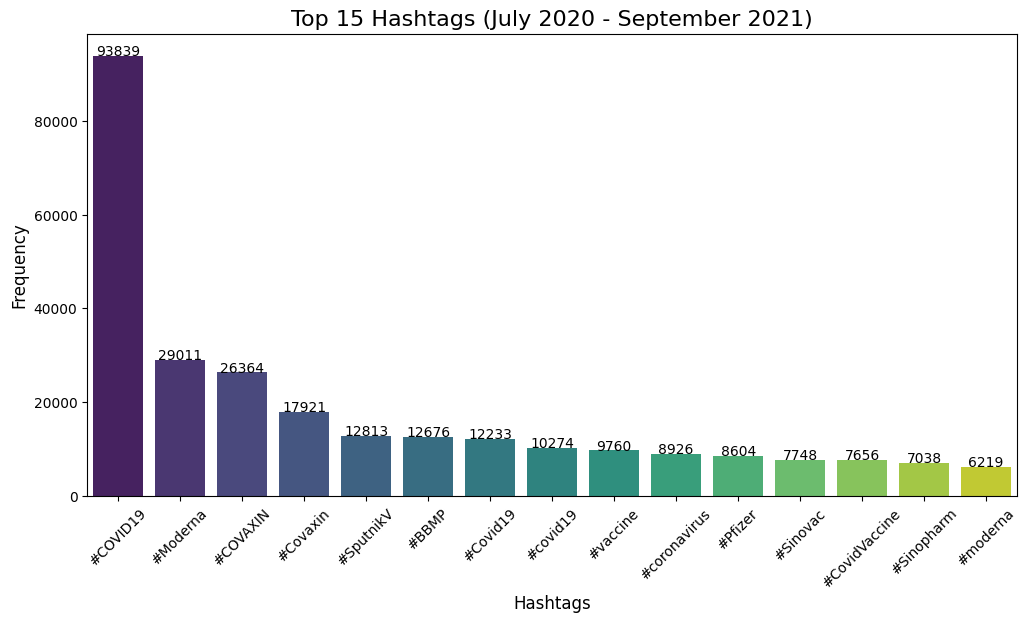 Top 15 Hashtags (July 2020 - September 2021)
Frequency
80000
60000
40000
20000
0
93839
29011
26364
17921
12813
12676
12233
10274
9760
8926
8604
7748
7656
7038
6219
#COVID19
#Moderna
#COVAXIN
#Covaxin
#SputnikV
#BBMP
#Covid19
#covid19
#vaccine
#coronavirus
#Pfizer
#Sinovac
#CovidVaccine
#Sinopharm
#moderna
Hashtags